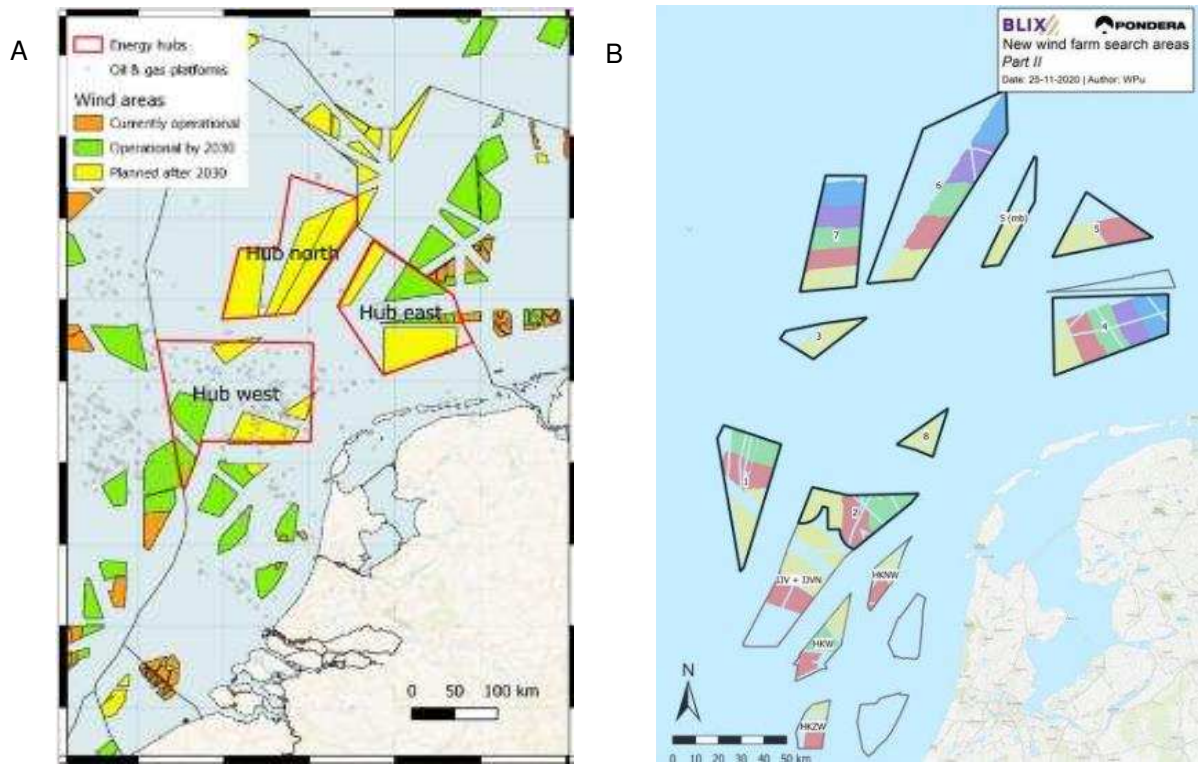 A
Energy hubs
Oil & gas platforms
Wind areas
Currently operational
Operational by 2030
Planned after 2030
Hub north
Hub east
Hub west
0 50 100 km
B
BLIX PONDERA
New wind farm search areas
Part II
Date: 25-11-2020 | Author: WPu
6
7
5 (mb)
5
3
4
8
1
2
IJV + IJVN
HKNW
HKW
HKZW
N
0 10 20 30 40 50 km